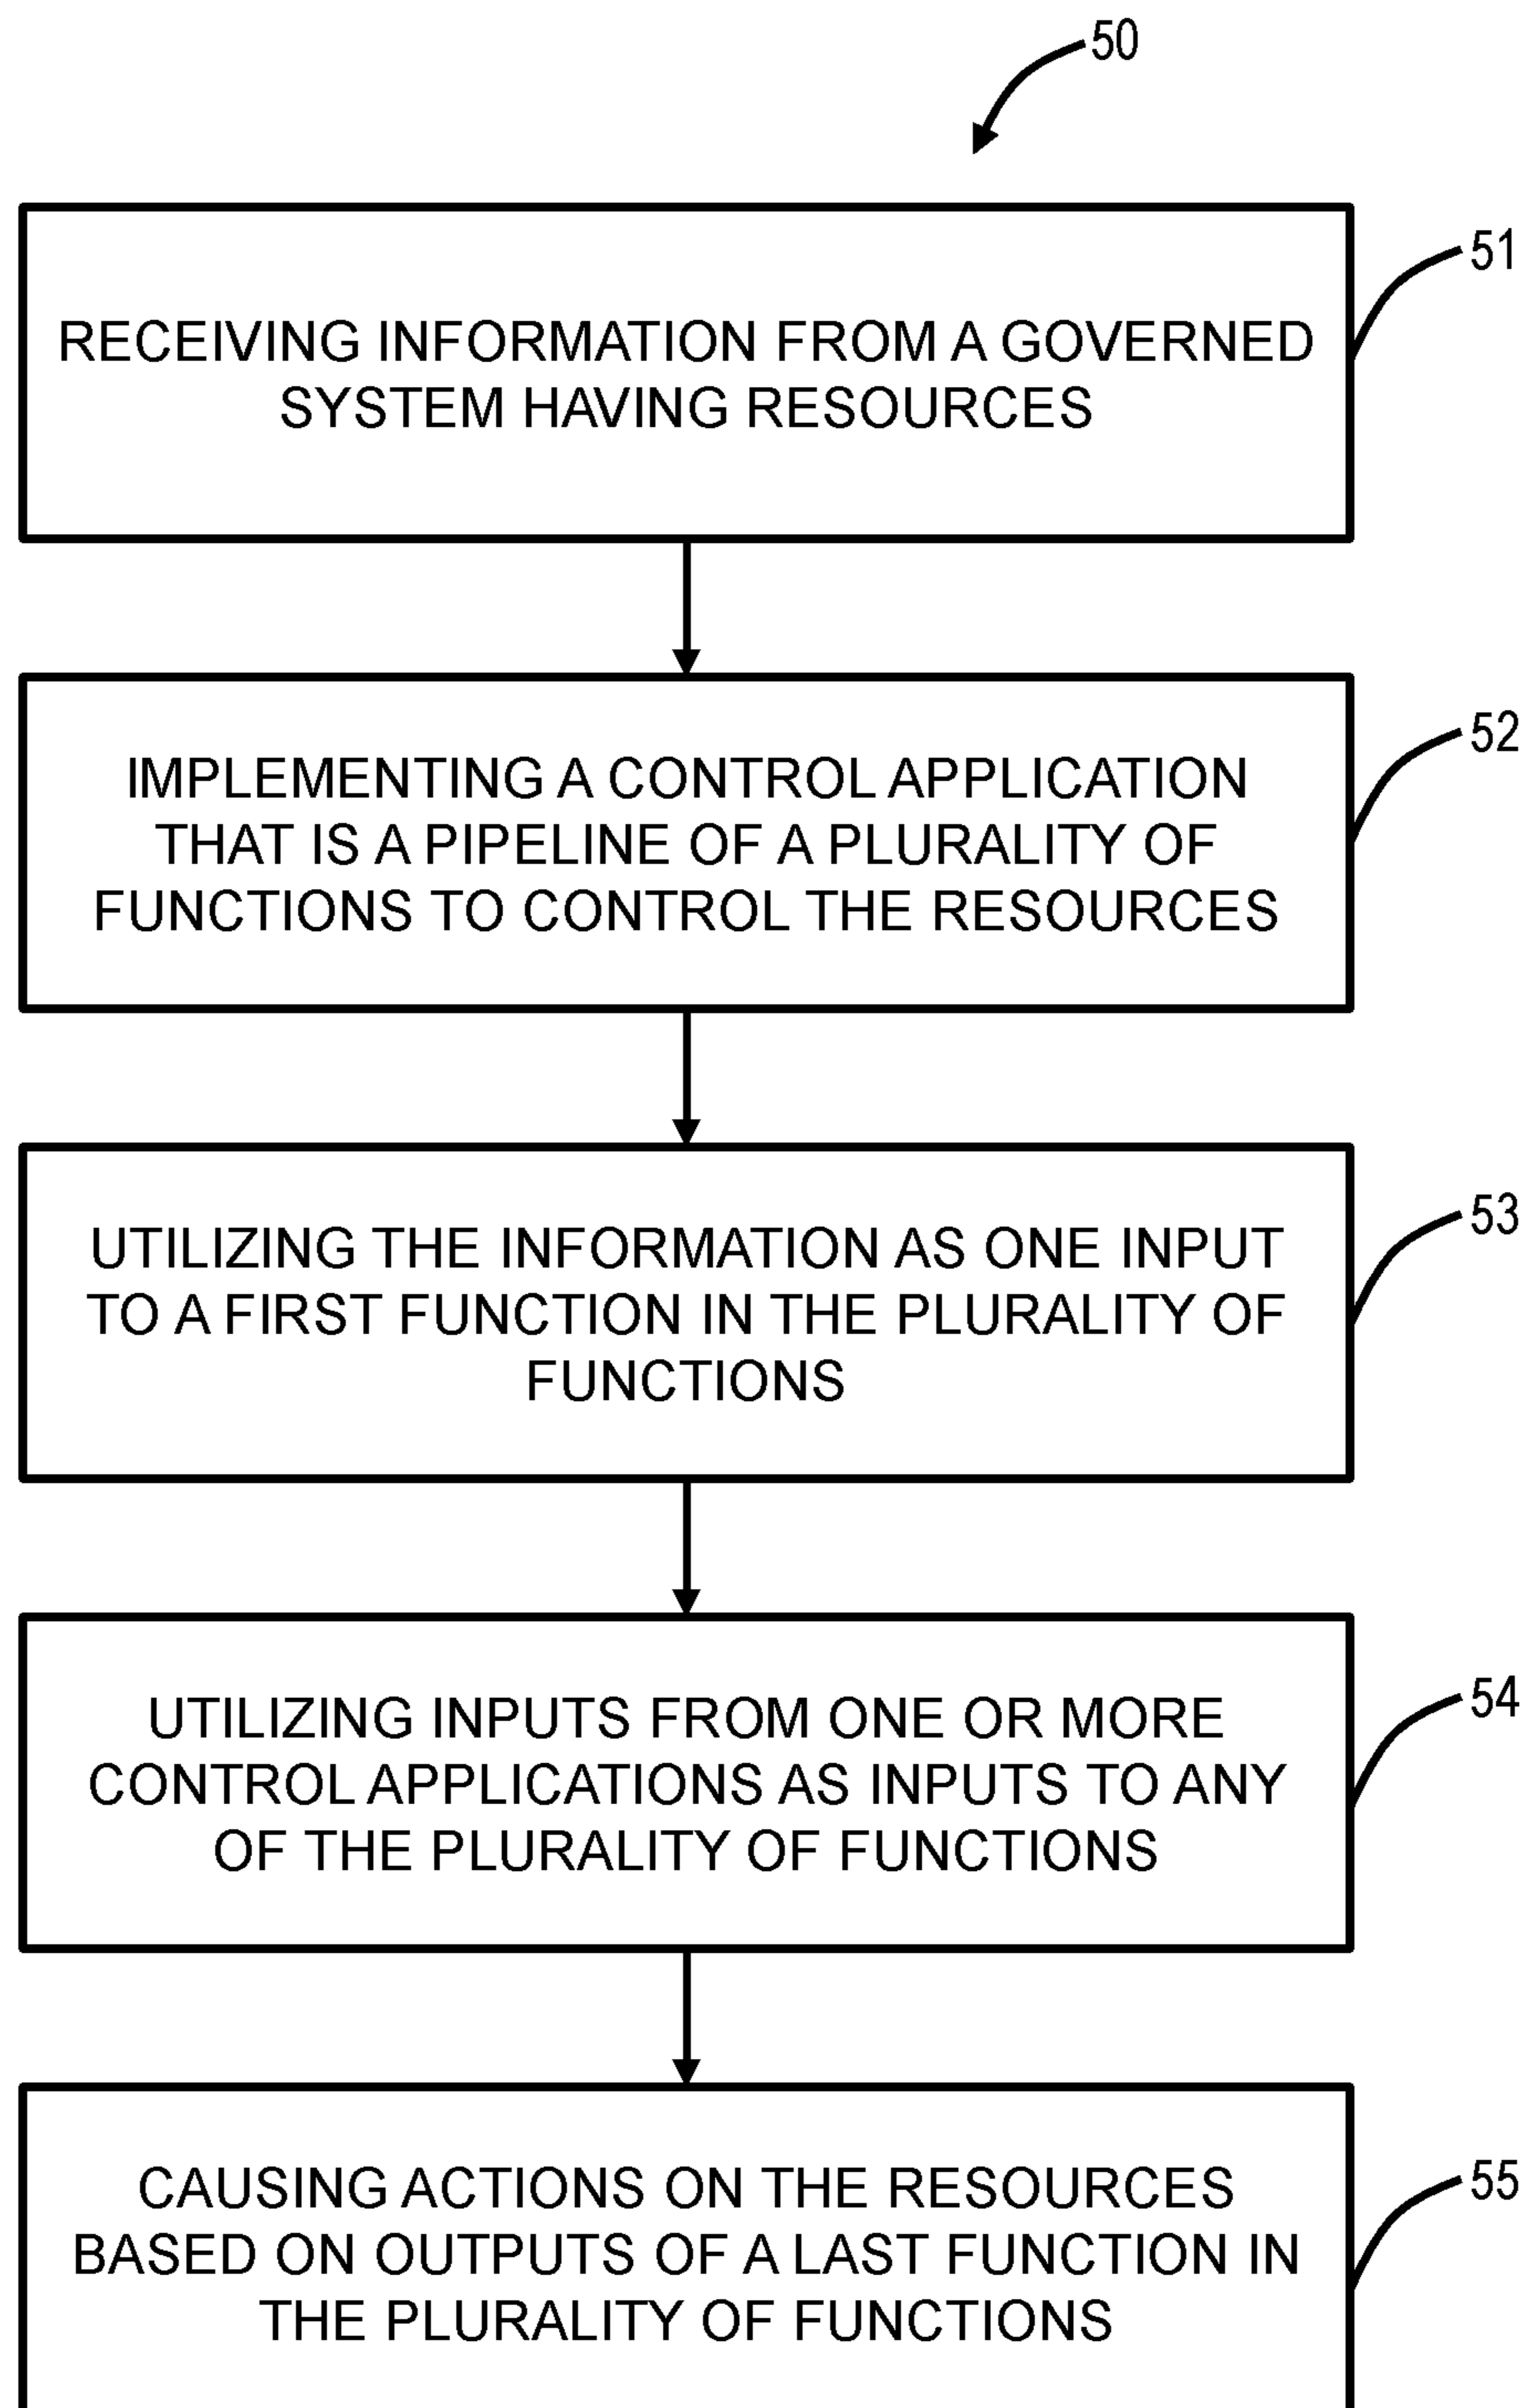 50
51
RECEIVING INFORMATION FROM A GOVERNED
SYSTEM HAVING RESOURCES
52
IMPLEMENTING A CONTROL APPLICATION
THAT IS A PIPELINE OF A PLURALITY OF
FUNCTIONS TO CONTROL THE RESOURCES
53
UTILIZING THE INFORMATION AS ONE INPUT
TO A FIRST FUNCTION IN THE PLURALITY OF
FUNCTIONS
54
UTILIZING INPUTS FROM ONE OR MORE
CONTROL APPLICATIONS AS INPUTS TO ANY
OF THE PLURALITY OF FUNCTIONS
55
CAUSING ACTIONS ON THE RESOURCES
BASED ON OUTPUTS OF A LAST FUNCTION IN
THE PLURALITY OF FUNCTIONS